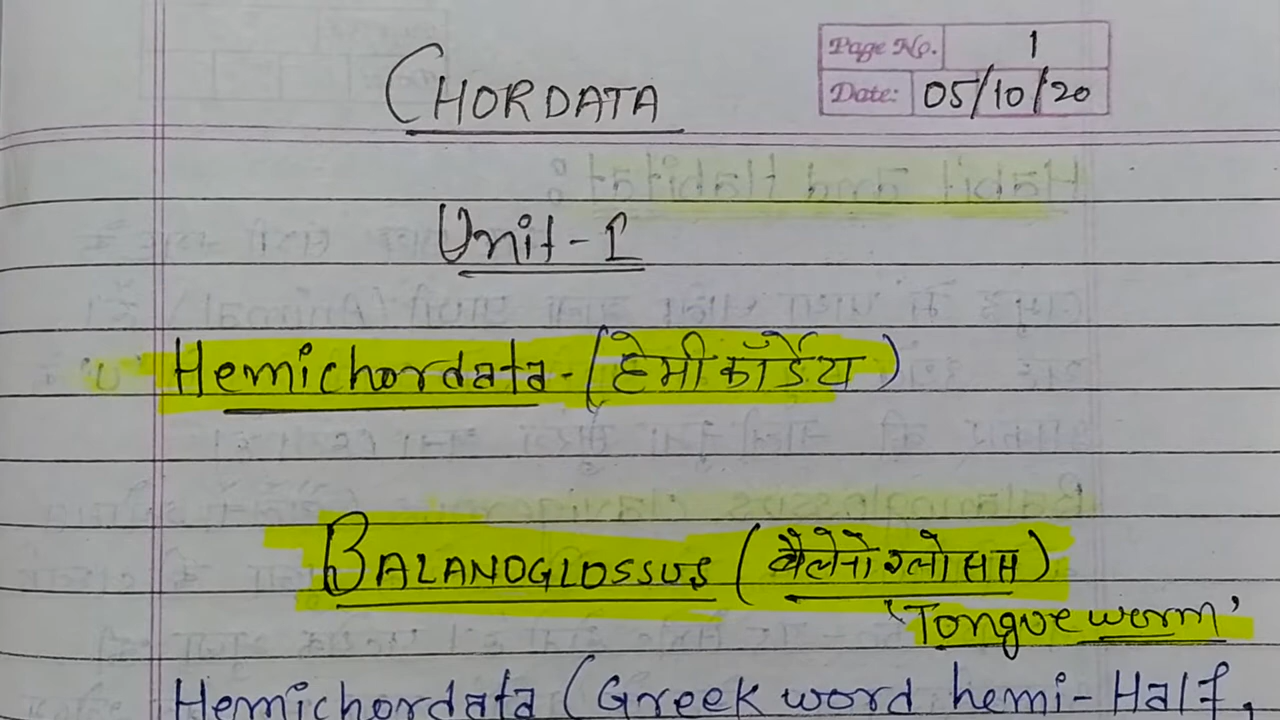 Page No. 1
Date: 05/10/20
CHORDATA
Unit-I
Hemichordata-(हेमीकॉर्डेय)
BALANOGLOSSUS (बैलेनोग्लोसस)
'Tongue worm'
Hemichordata (Greek word hemi-Half,